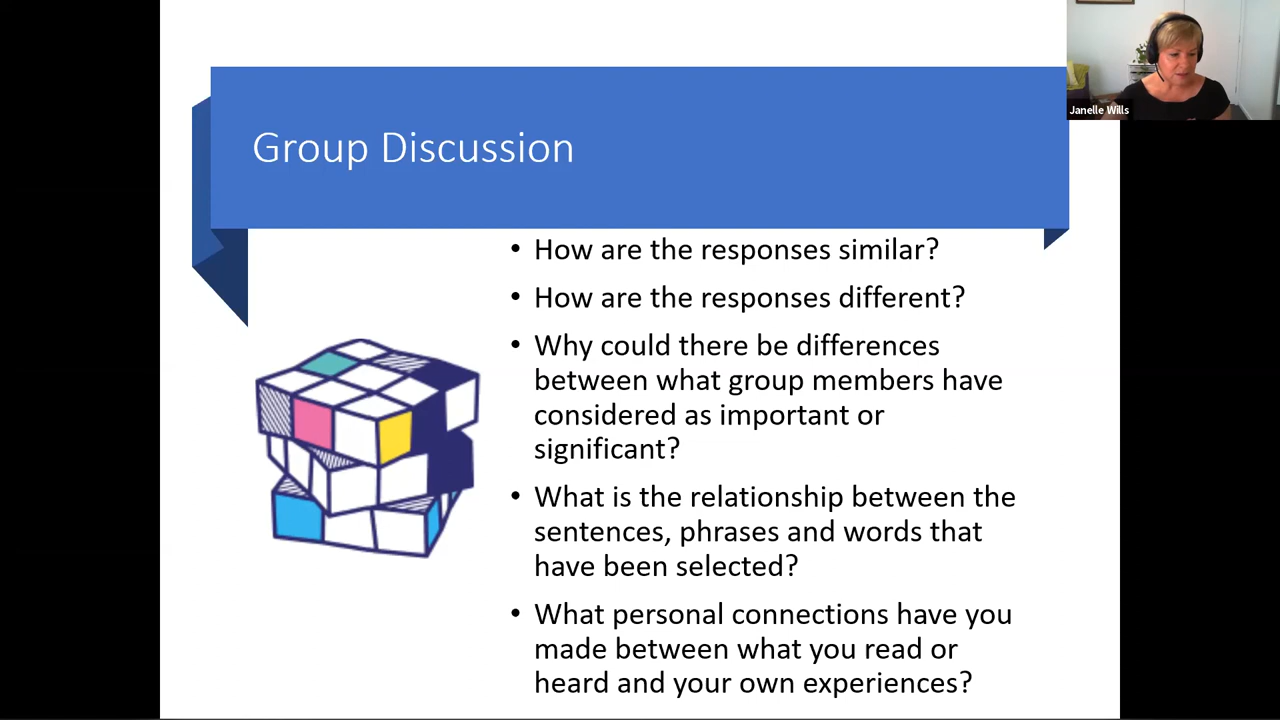 Janelle Wills
Group Discussion
• How are the responses similar?
• How are the responses different?
• Why could there be differences
between what group members have
considered as important or
significant?
• What is the relationship between the
sentences, phrases and words that
have been selected?
• What personal connections have you
made between what you read or
heard and your own experiences?